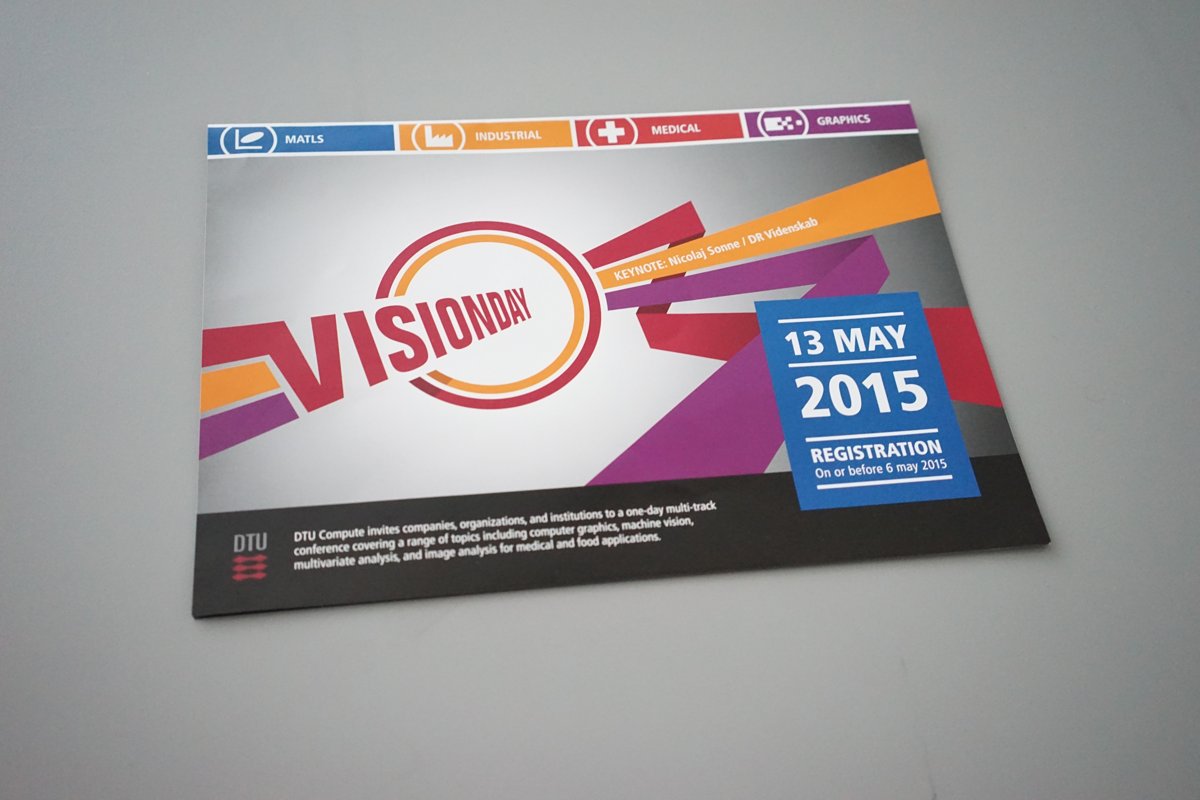 MATLS
INDUSTRIAL
MEDICAL
GRAPHICS
KEYNOTE: Nicolaj Sonne / DR Videnskab
VISIONDAY
13 MAY
2015
REGISTRATION
On or before 6 may 2015
DTU
DTU Compute invites companies, organizations, and institutions to a one-day multi-track
conference covering a range of topics including computer graphics, machine vision,
multivariate analysis, and image analysis for medical and food applications.